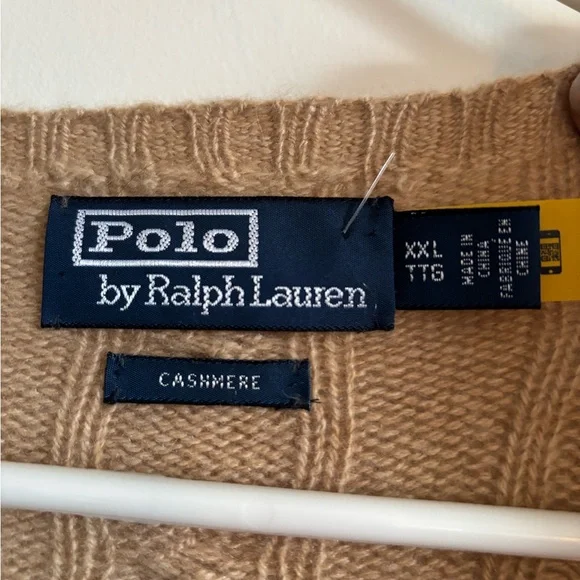 Polo
by Ralph Lauren
XXL
TTG
MADE IN
CHINA
FABRIQUÉ EN
CHINE
CASHMERE